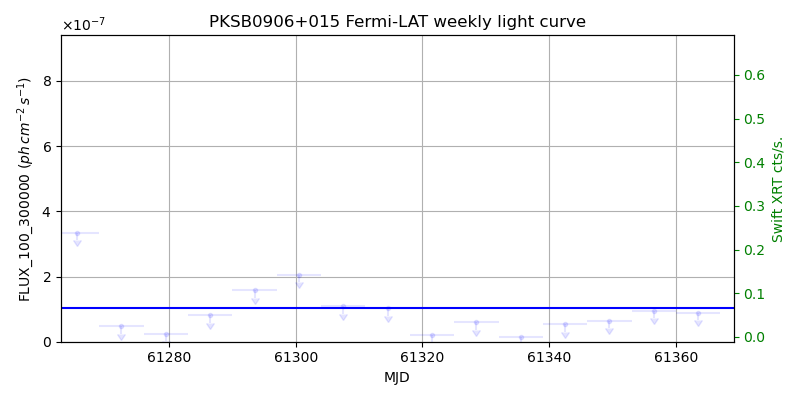 PKSB0906+015 Fermi-LAT weekly light curve
×10⁻⁷
8
6
4
2
0
FLUX_100_300000 (ph cm⁻² s⁻¹)
0.6
0.5
0.4
0.3
0.2
0.1
0.0
Swift XRT cts/s.
61280 61300 61320 61340 61360
MJD